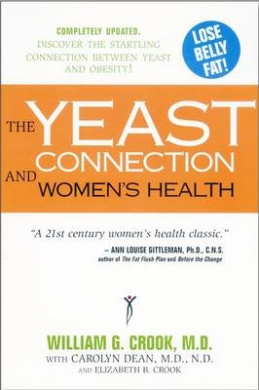 COMPLETELY UPDATED.
DISCOVER THE STARTLING
CONNECTION BETWEEN YEAST
AND OBESITY!
LOSE
BELLY
FAT!
THE YEAST
CONNECTION
AND WOMEN'S HEALTH
"A 21st century women's health classic."
– ANN LOUISE GITTLEMAN, Ph.D., C.N.S.
author of The Fat Flush Plan and Before the Change
WILLIAM G. CROOK, M.D.
WITH CAROLYN DEAN, M.D., N.D.
AND ELIZABETH B. CROOK